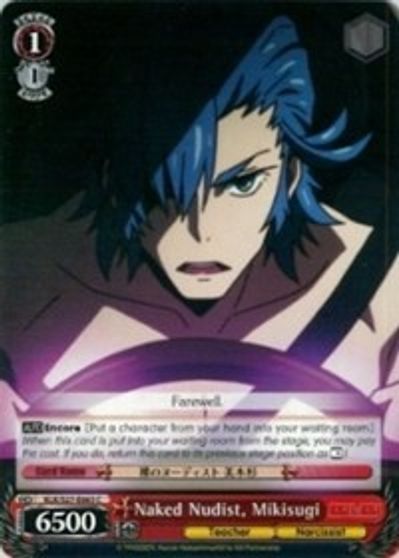 1
1
Farewell
AUTO Encore [Put a character from your hand into your waiting room]
(When this card is put into your waiting room from the stage, you may pay
the cost. If you do, return this card to its previous stage position as
Card Name 裸のヌーディスト 美木杉
6500
Naked Nudist, Mikisugi
Teacher
Narcissist